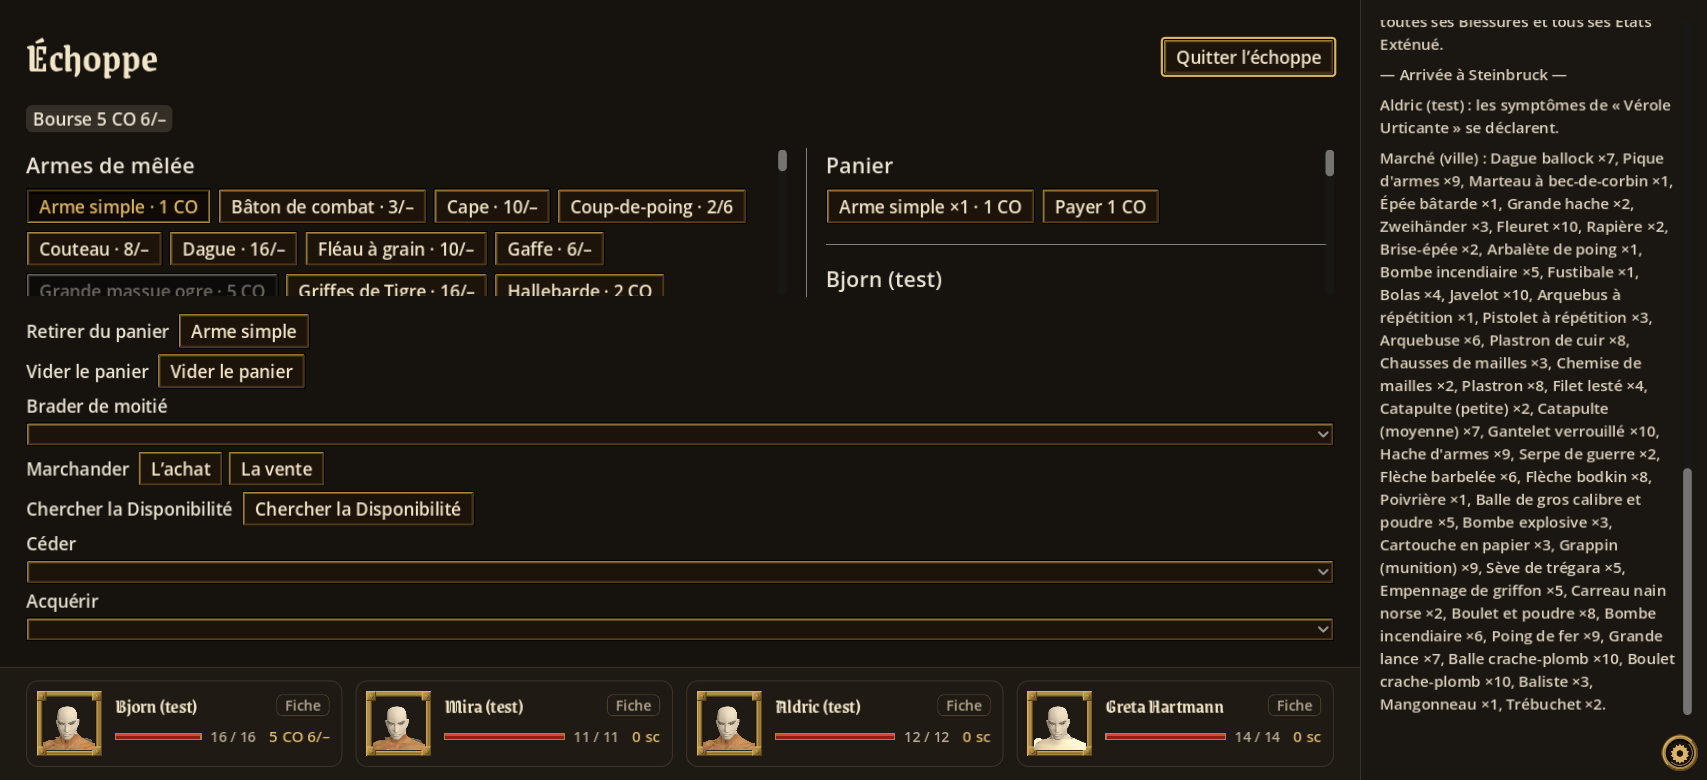 Échoppe
Quitter l’échoppe
Bourse 5 CO 6/–
Armes de mêlée
Arme simple · 1 CO
Bâton de combat · 3/–
Cape · 10/–
Coup-de-poing · 2/6
Couteau · 8/–
Dague · 16/–
Fléau à grain · 10/–
Gaffe · 6/–
Grande massue ogre · 5 CO
Griffes de Tigre · 16/–
Hallebarde · 2 CO
Panier
Arme simple ×1 · 1 CO
Payer 1 CO
Bjorn (test)
Retirer du panier
Arme simple
Vider le panier
Vider le panier
Brader de moitié
Marchander
L’achat
La vente
Chercher la Disponibilité
Chercher la Disponibilité
Céder
Acquérir
Bjorn (test)
Fiche
16 / 16
5 CO 6/–
Mira (test)
Fiche
11 / 11
0 sc
Aldric (test)
Fiche
12 / 12
0 sc
Greta Hartmann
Fiche
14 / 14
0 sc
toutes ses Blessures et tous ses États
Exténué.
— Arrivée à Steinbruck —
Aldric (test) : les symptômes de « Vérole
Urticante » se déclarent.
Marché (ville) : Dague ballock ×7, Pique
d'armes ×9, Marteau à bec-de-corbin ×1,
Épée bâtarde ×1, Grande hache ×2,
Zweihänder ×3, Fleuret ×10, Rapière ×2,
Brise-épée ×2, Arbalète de poing ×1,
Bombe incendiaire ×5, Fustibale ×1,
Bolas ×4, Javelot ×10, Arquebus à
répétition ×1, Pistolet à répétition ×3,
Arquebuse ×6, Plastron de cuir ×8,
Chausses de mailles ×3, Chemise de
mailles ×2, Plastron ×8, Filet lesté ×4,
Catapulte (petite) ×2, Catapulte
(moyenne) ×7, Gantelet verrouillé ×10,
Hache d'armes ×9, Serpe de guerre ×2,
Flèche barbelée ×6, Flèche bodkin ×8,
Poivrière ×1, Balle de gros calibre et
poudre ×5, Bombe explosive ×3,
Cartouche en papier ×3, Grappin
(munition) ×9, Sève de trégara ×5,
Empennage de griffon ×5, Carreau nain
norse ×2, Boulet et poudre ×8, Bombe
incendiaire ×6, Poing de fer ×9, Grande
lance ×7, Balle crache-plomb ×10, Boulet
crache-plomb ×10, Baliste ×3,
Mangonneau ×1, Trébuchet ×2.